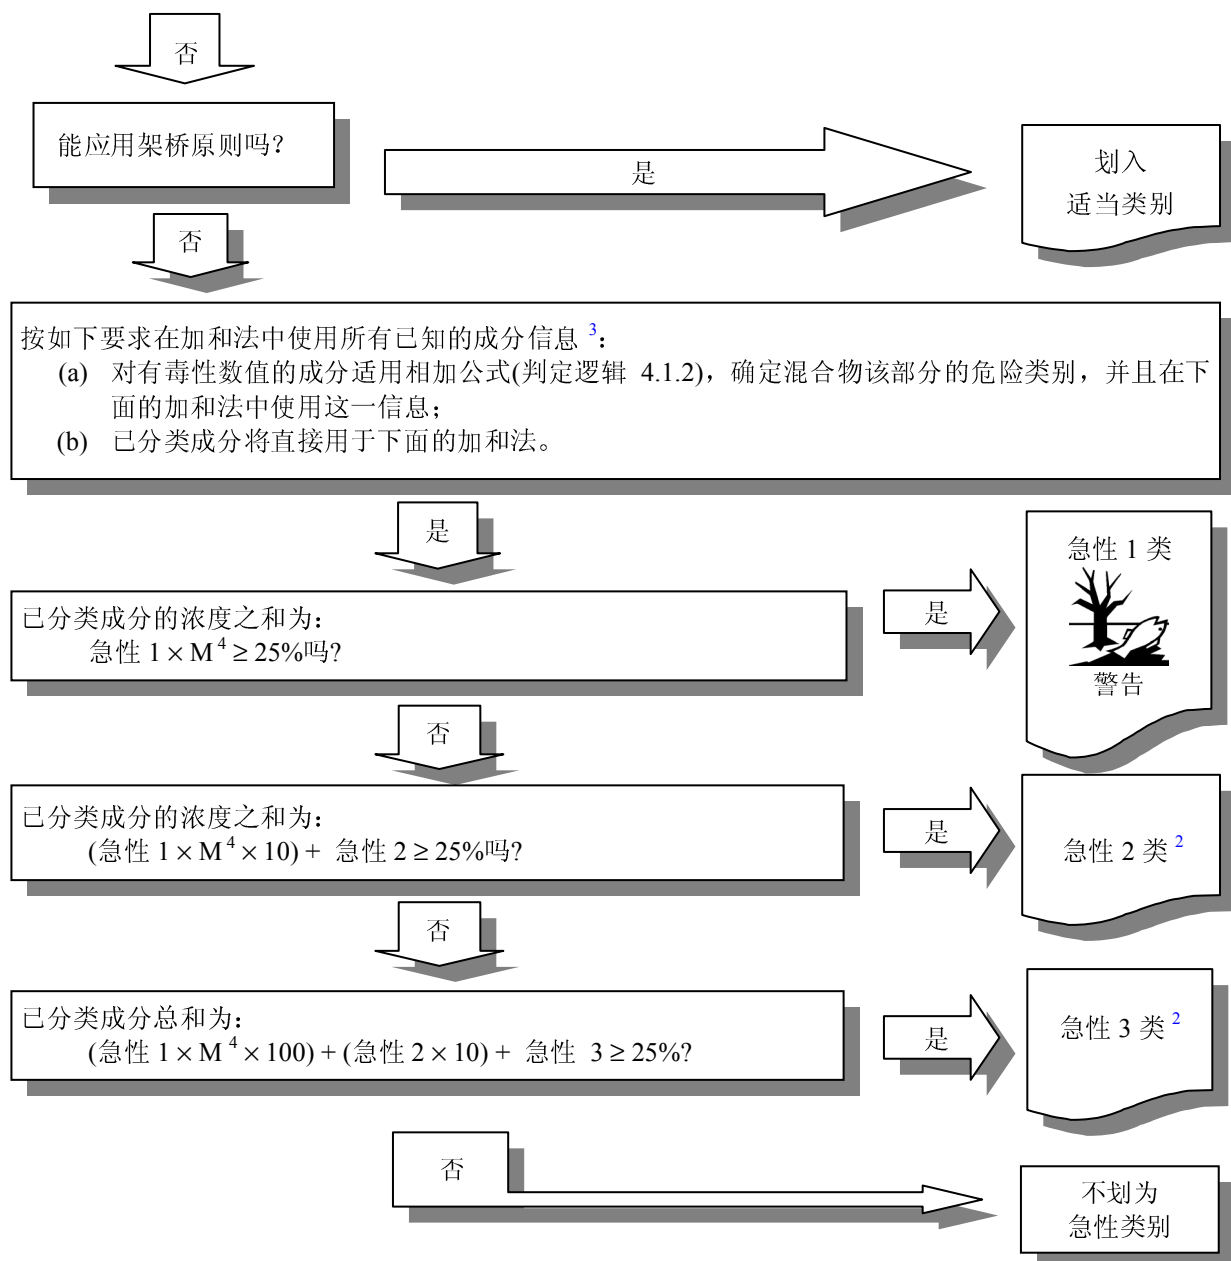 否
能应用架桥原则吗？
是
划入
适当类别
否
按如下要求在加和法中使用所有已知的成分信息 3：
(a) 对有毒性数值的成分适用相加公式(判定逻辑 4.1.2)，确定混合物该部分的危险类别，并且在下
面的加和法中使用这一信息；
(b) 已分类成分将直接用于下面的加和法。
是
已分类成分的浓度之和为：
急性 1 × M 4 ≥ 25%吗?
是
急性 1 类
警告
否
已分类成分的浓度之和为：
(急性 1 × M 4 × 10) + 急性 2 ≥ 25%吗?
是
急性 2 类 2
否
已分类成分总和为：
(急性 1 × M 4 × 100) + (急性 2 × 10) + 急性 3 ≥ 25%?
是
急性 3 类 2
否
不划为
急性类别